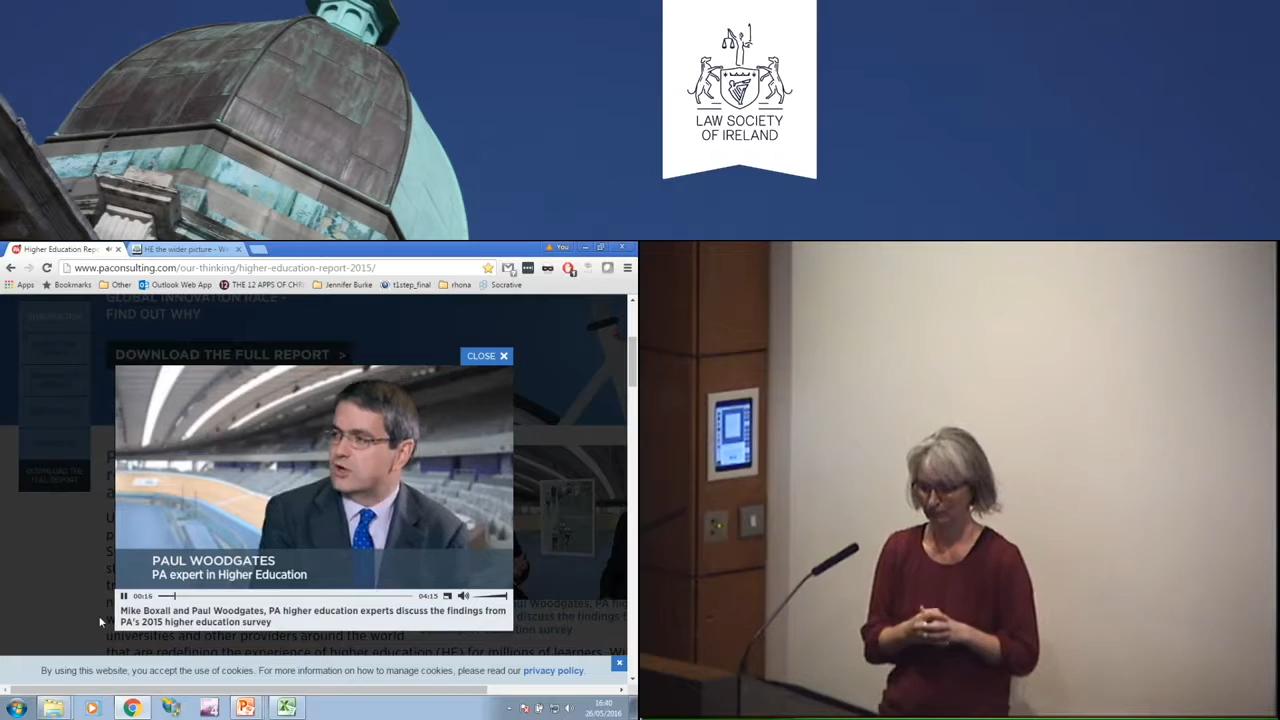 LAW SOCIETY
OF IRELAND
Higher Education Rep
HE the wider picture - W
You
www.paconsulting.com/our-thinking/higher-education-report-2015/
Apps
Bookmarks
Other
Outlook Web App
THE 12 APPS OF CHR
Jennifer Burke
t1step_final
rhona
Socrative
GLOBAL INNOVATION RACE -
FIND OUT WHY
DOWNLOAD THE FULL REPORT >
CLOSE X
DOWNLOAD THE
FULL REPORT
PAUL WOODGATES
PA expert in Higher Education
00:16
04:15
Mike Boxall and Paul Woodgates, PA higher education experts discuss the findings from
PA's 2015 higher education survey
universities and other providers around the world
that are redefining the experience of higher education (HE) for millions of learners.
By using this website, you accept the use of cookies. For more information on how to manage cookies, please read our privacy policy.
16:40
26/05/2016